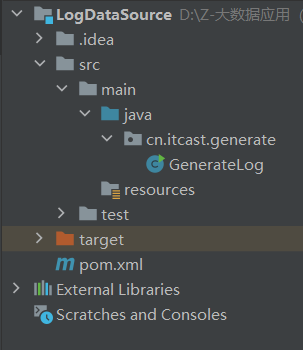 LogDataSource D:\Z-大数据应用
.idea
src
main
java
cn.itcast.generate
GenerateLog
resources
test
target
pom.xml
External Libraries
Scratches and Consoles